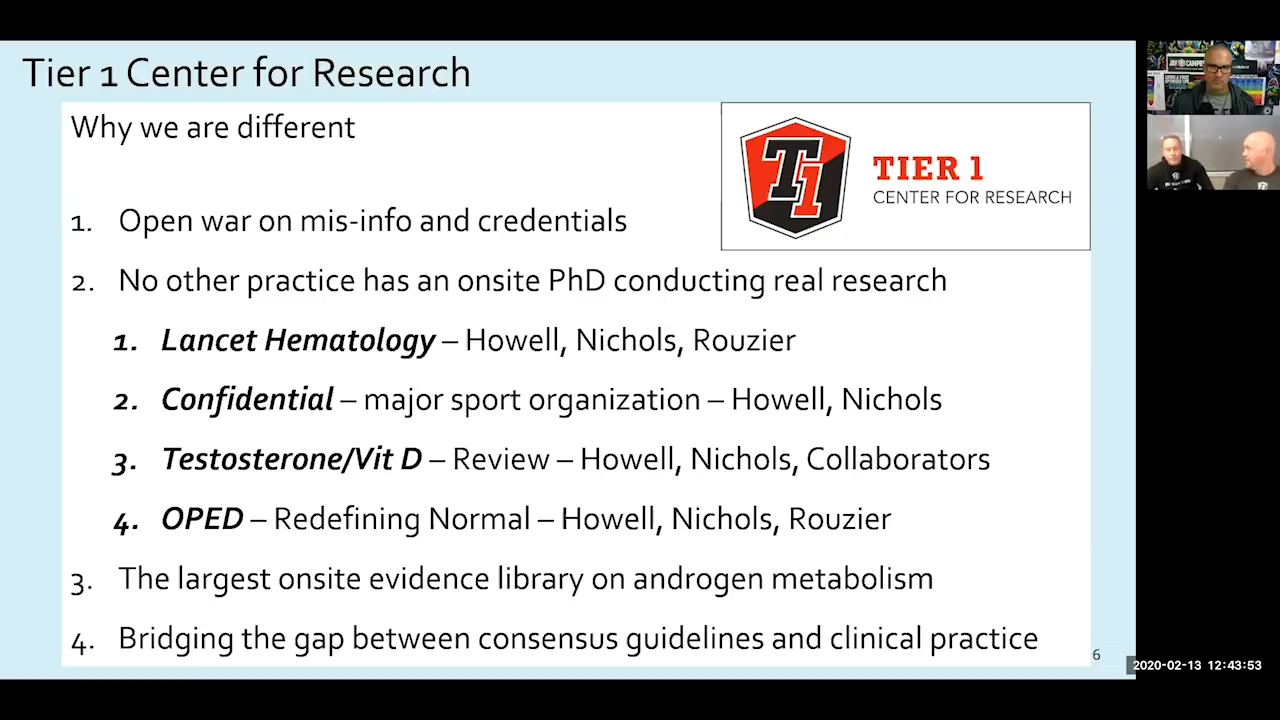 Tier 1 Center for Research
Why we are different
T1
TIER 1
CENTER FOR RESEARCH
1. Open war on mis-info and credentials
2. No other practice has an onsite PhD conducting real research
1. Lancet Hematology – Howell, Nichols, Rouzier
2. Confidential – major sport organization – Howell, Nichols
3. Testosterone/Vit D – Review – Howell, Nichols, Collaborators
4. OPED – Redefining Normal – Howell, Nichols, Rouzier
3. The largest onsite evidence library on androgen metabolism
4. Bridging the gap between consensus guidelines and clinical practice
6
JAY CAMPBELL
2020-02-13 12:43:53